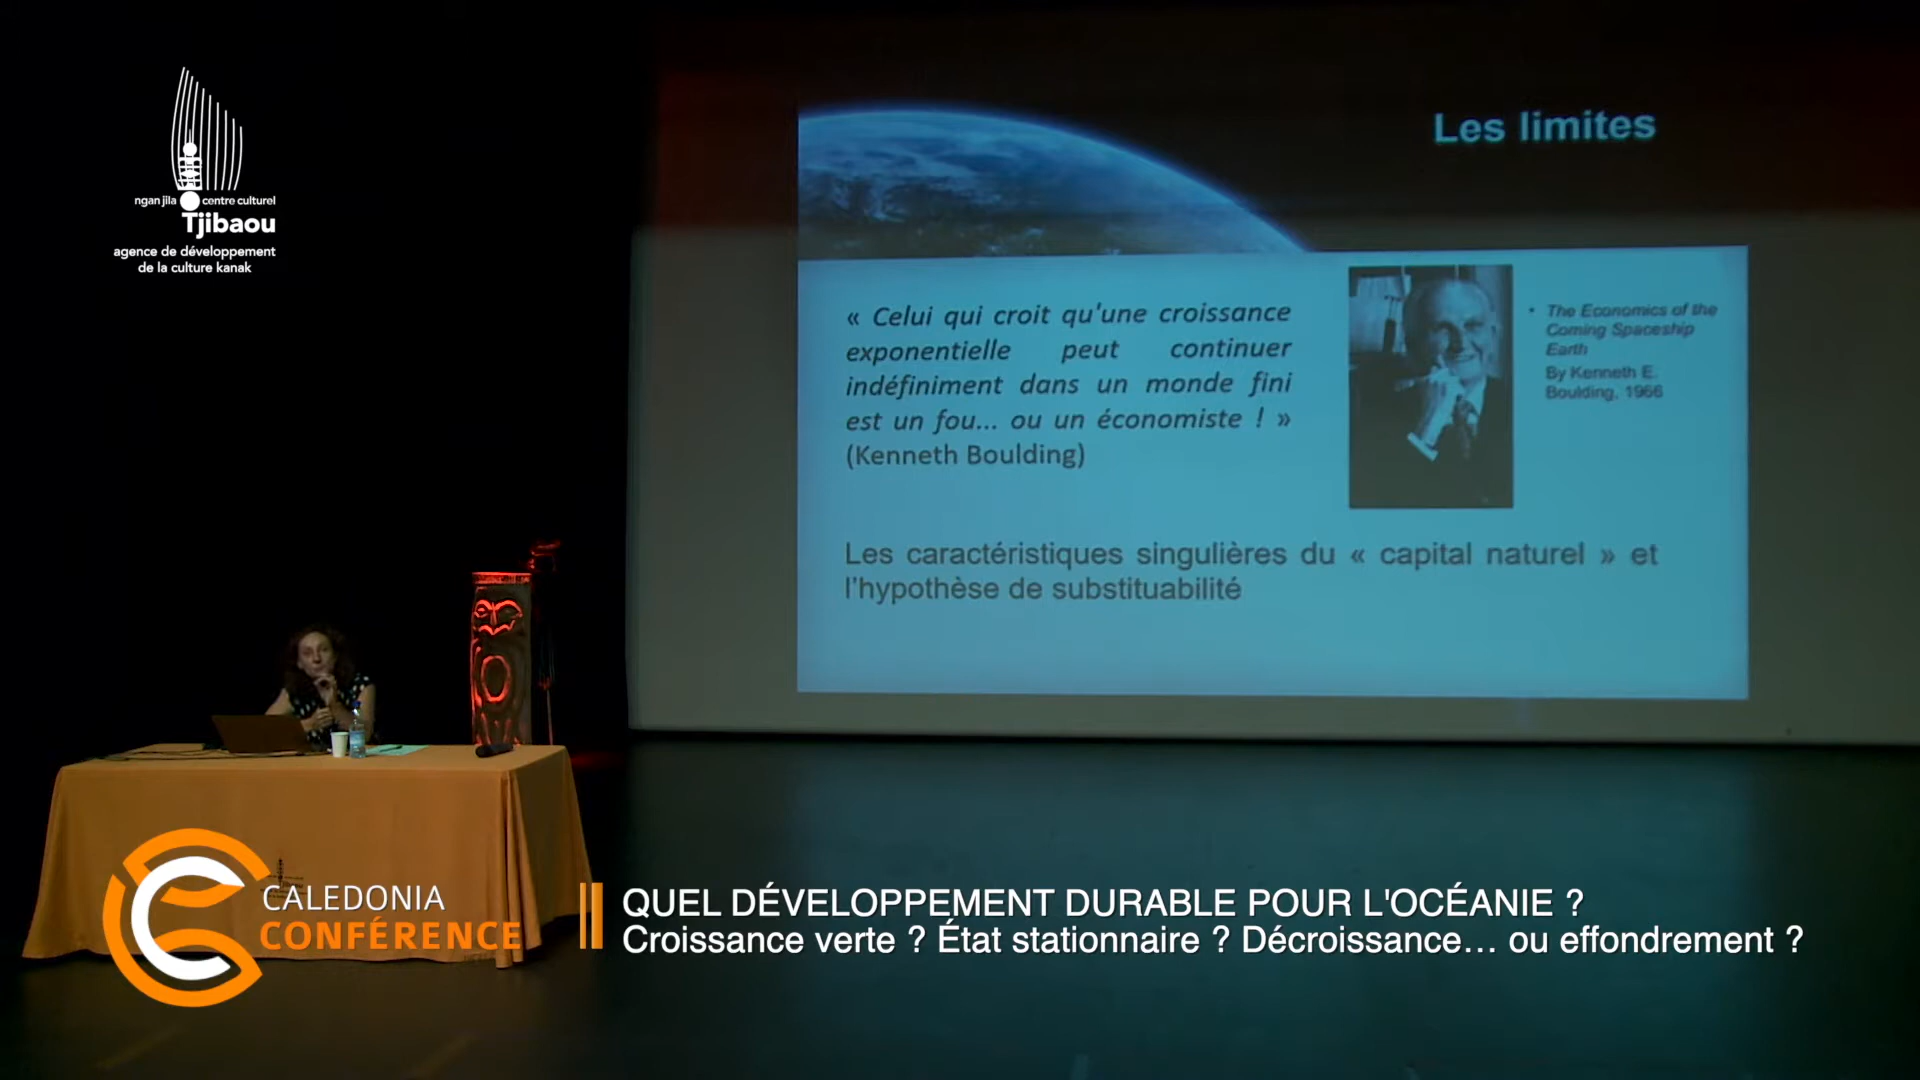 ngan jila centre culturel
Tjibaou
agence de développement
de la culture kanak
Les limites
« Celui qui croit qu'une croissance
exponentielle peut continuer
indéfiniment dans un monde fini
est un fou... ou un économiste ! »
(Kenneth Boulding)
• The Economics of the
Coming Spaceship
Earth
By Kenneth E.
Boulding, 1966
Les caractéristiques singulières du « capital naturel » et
l'hypothèse de substituabilité
CALEDONIA
CONFÉRENCE
QUEL DÉVELOPPEMENT DURABLE POUR L'OCÉANIE ?
Croissance verte ? État stationnaire ? Décroissance... ou effondrement ?